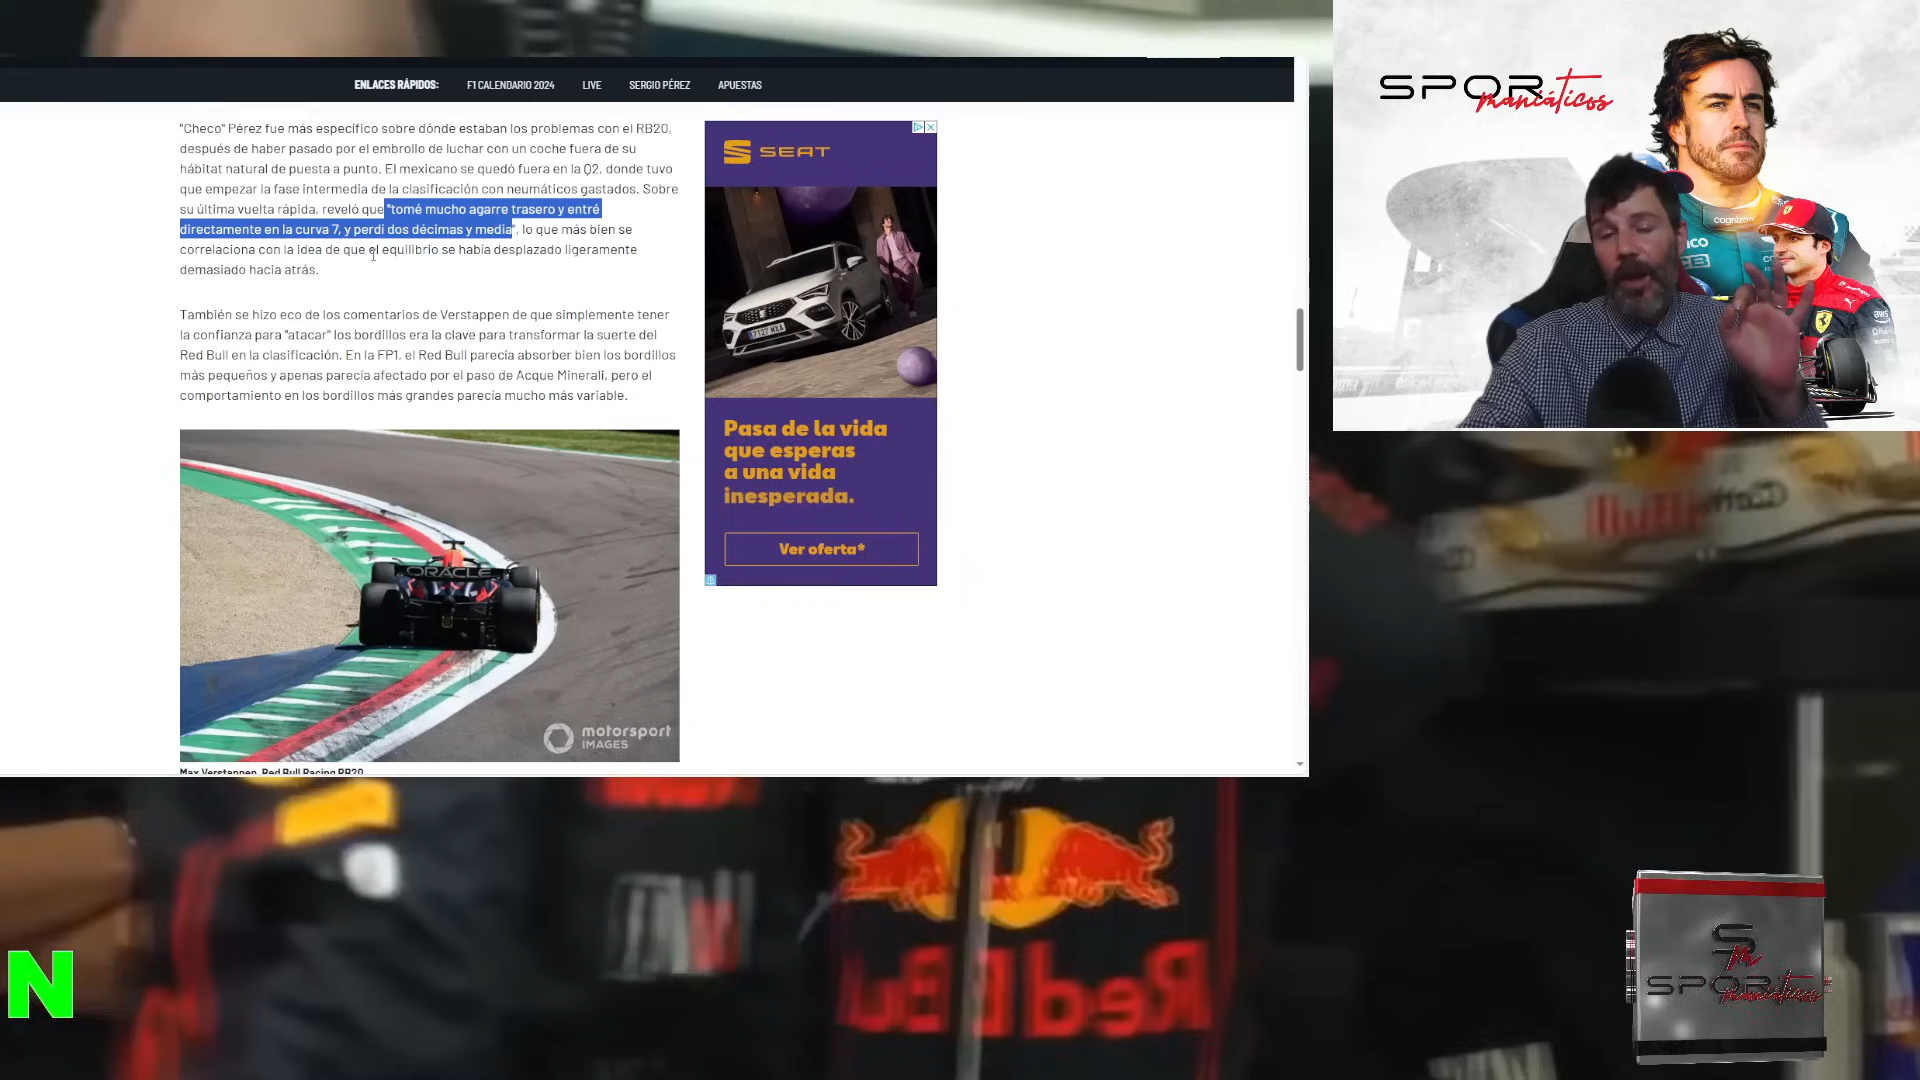 ENLACES RÁPIDOS: F1 CALENDARIO 2024 LIVE SERGIO PÉREZ APUESTAS
"Checo" Pérez fue más específico sobre dónde estaban los problemas con el RB20,
después de haber pasado por el embrollo de luchar con un coche fuera de su
hábitat natural de puesta a punto. El mexicano se quedó fuera en la Q2, donde tuvo
que empezar la fase intermedia de la clasificación con neumáticos gastados. Sobre
su última vuelta rápida, reveló que "tomé mucho agarre trasero y entré
directamente en la curva 7, y perdí dos décimas y media", lo que más bien se
correlaciona con la idea de que el equilibrio se había desplazado ligeramente
demasiado hacia atrás.
También se hizo eco de los comentarios de Verstappen de que simplemente tener
la confianza para "atacar" los bordillos era la clave para transformar la suerte del
Red Bull en la clasificación. En la FP1, el Red Bull parecía absorber bien los bordillos
más pequeños y apenas parecía afectado por el paso de Acque Minerali, pero el
comportamiento en los bordillos más grandes parecía mucho más variable.
ORACLE
motorsport
IMAGES
Max Verstappen, Red Bull Racing RB20
SEAT
Pasa de la vida
que esperas
a una vida
inesperada.
Ver oferta*
SPOR
maniáticos
cognizant
aws
N
Red Bu
SM
SPOR
maniáticos